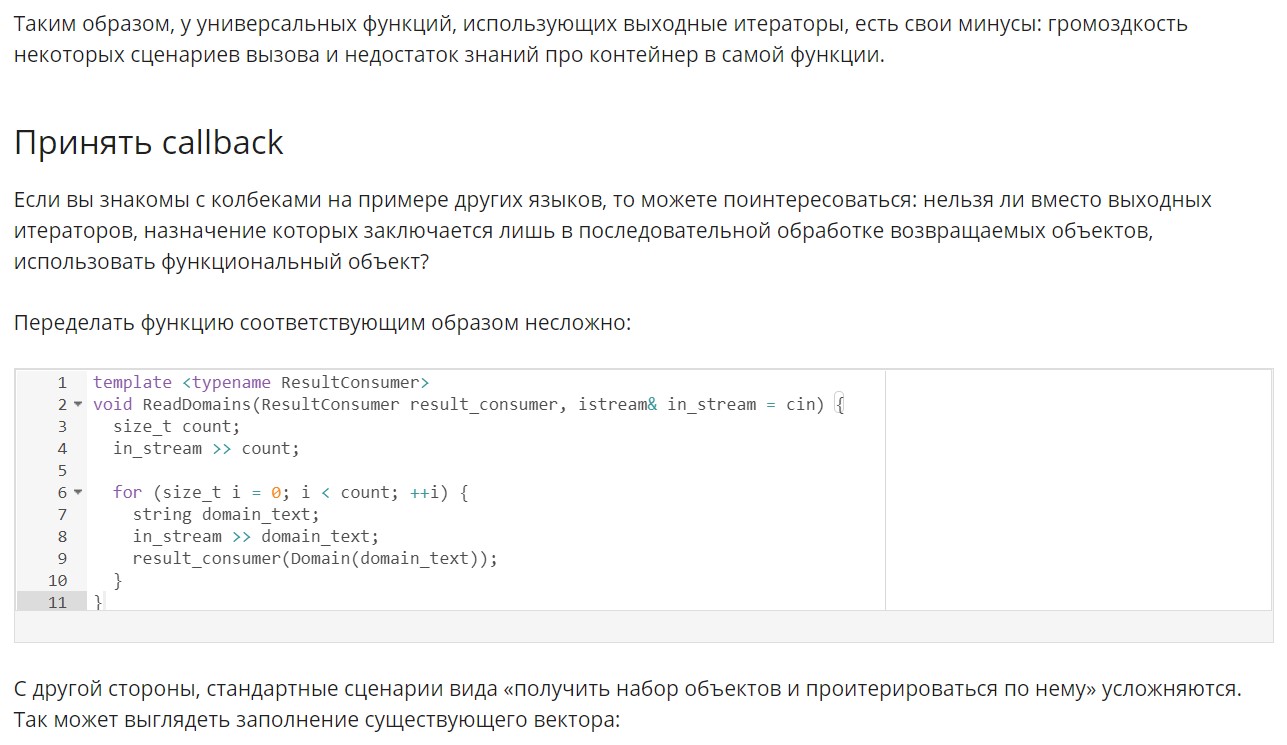 Таким образом, у универсальных функций, использующих выходные итераторы, есть свои минусы: громоздкость
некоторых сценариев вызова и недостаток знаний про контейнер в самой функции.
Принять callback
Если вы знакомы с колбеками на примере других языков, то можете поинтересоваться: нельзя ли вместо выходных
итераторов, назначение которых заключается лишь в последовательной обработке возвращаемых объектов,
использовать функциональный объект?
Переделать функцию соответствующим образом несложно:
1 template <typename ResultConsumer>
2 void ReadDomains(ResultConsumer result_consumer, istream& in_stream = cin) {
3   size_t count;
4   in_stream >> count;
5
6   for (size_t i = 0; i < count; ++i) {
7     string domain_text;
8     in_stream >> domain_text;
9     result_consumer(Domain(domain_text));
10   }
11 }
С другой стороны, стандартные сценарии вида «получить набор объектов и проитерироваться по нему» усложняются.
Так может выглядеть заполнение существующего вектора: